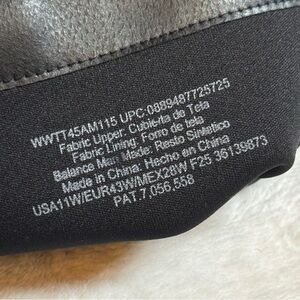 WWTT45AM115 UPC:0889487725725
Fabric Upper: Cubierta de Tela
Fabric Lining: Forro de tela
Balance Man Made: Resto Sintetico
Made in China: Hecho en China
USA11W/EUR43W/MEX28W F25 36139873
PAT.7,056,558